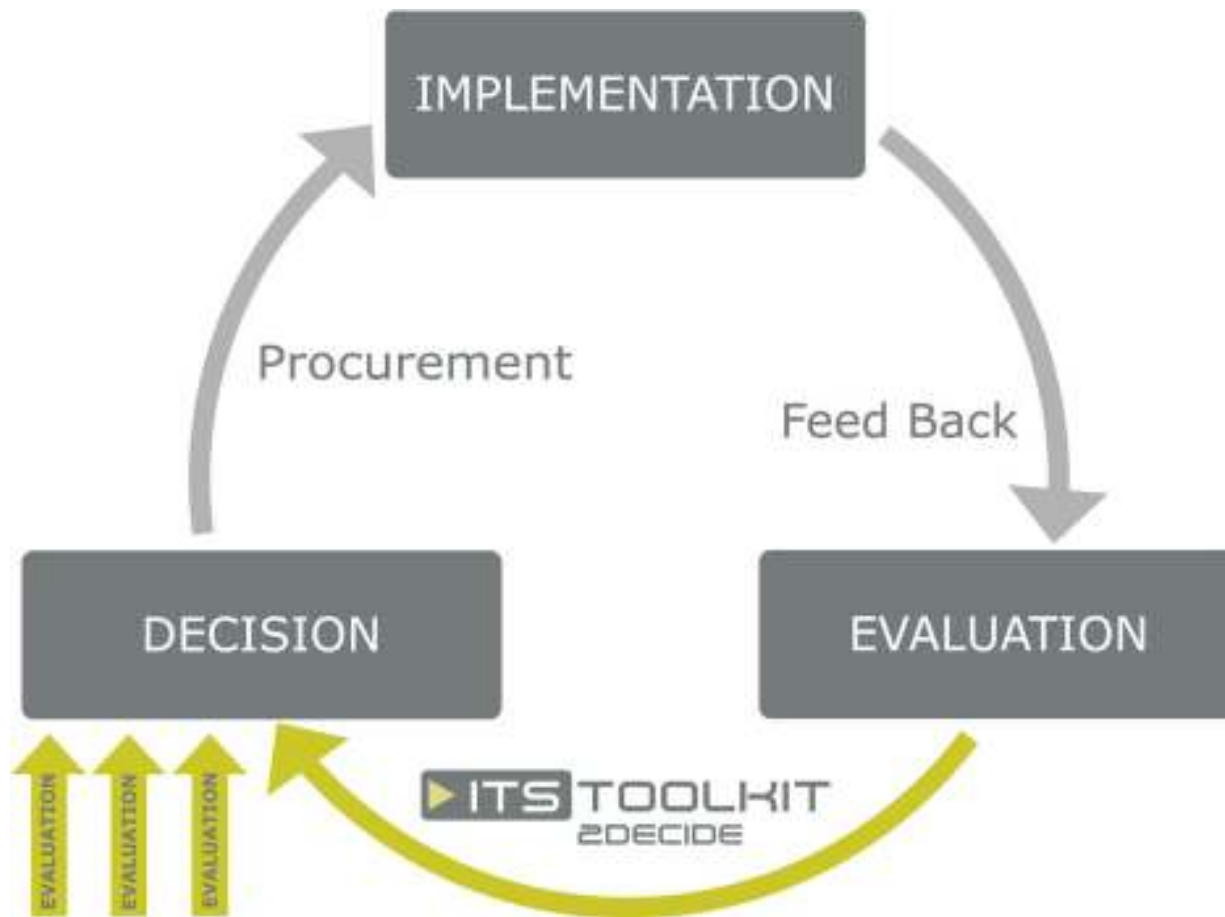 IMPLEMENTATION
Procurement
Feed Back
DECISION
EVALUATION
ITS TOOLKIT
2DECIDE
EVALUATION
EVALUATION
EVALUATION